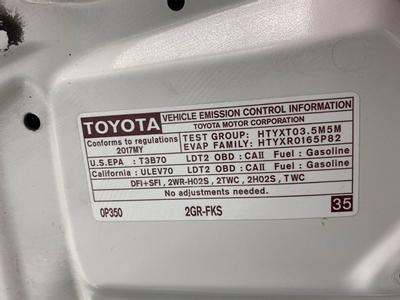 TOYOTA VEHICLE EMISSION CONTROL INFORMATION
TOYOTA MOTOR CORPORATION
Conforms to regulations
2017MY
TEST GROUP: HTYXT03.5M5M
EVAP FAMILY: HTYXR0165P82
U.S.EPA : T3B70 LDT2 OBD : CAII Fuel : Gasoline
California : ULEV70 LDT2 OBD : CAII Fuel : Gasoline
DFI+SFI , 2WR-HO2S , 2TWC , 2HO2S , TWC
No adjustments needed.
0P350 2GR-FKS 35